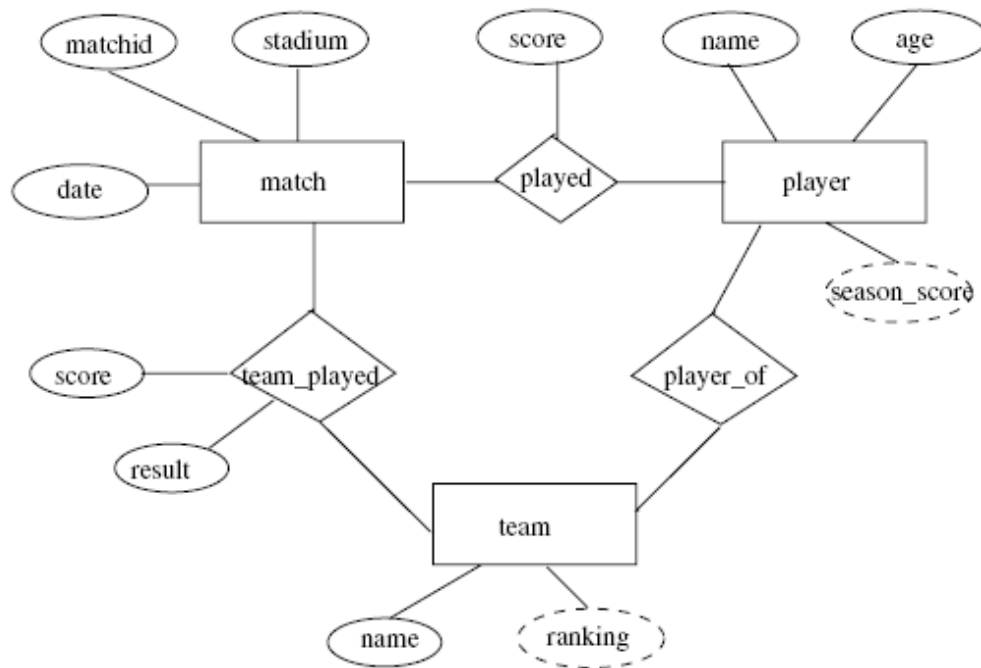 matchid
stadium
score
name
age
date
match
played
player
season_score
score
team_played
player_of
result
team
name
ranking